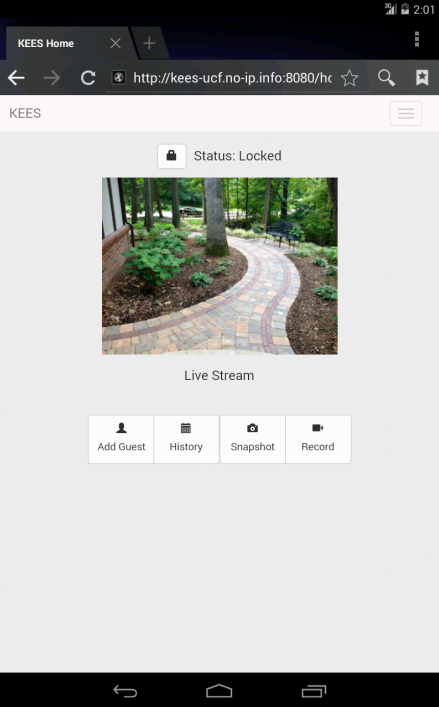 3G 2:01
KEES Home
http://kees-ucf.no-ip.info:8080/hc
KEES
Status: Locked
Live Stream
Add Guest History Snapshot Record